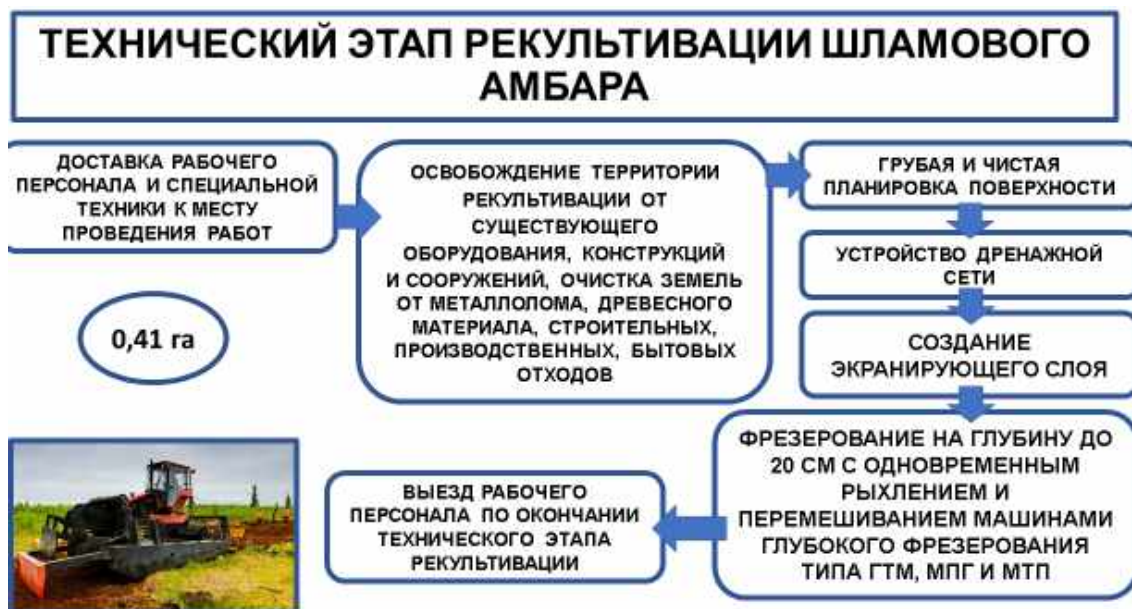 ТЕХНИЧЕСКИЙ ЭТАП РЕКУЛЬТИВАЦИИ ШЛАМОВОГО
АМБАРА
ДОСТАВКА РАБОЧЕГО
ПЕРСОНАЛА И СПЕЦИАЛЬНОЙ
ТЕХНИКИ К МЕСТУ
ПРОВЕДЕНИЯ РАБОТ
0,41 га
ОСВОБОЖДЕНИЕ ТЕРРИТОРИИ
РЕКУЛЬТИВАЦИИ ОТ
СУЩЕСТВУЮЩЕГО
ОБОРУДОВАНИЯ, КОНСТРУКЦИЙ
И СООРУЖЕНИЙ, ОЧИСТКА ЗЕМЕЛЬ
ОТ МЕТАЛЛОЛОМА, ДРЕВЕСНОГО
МАТЕРИАЛА, СТРОИТЕЛЬНЫХ,
ПРОИЗВОДСТВЕННЫХ, БЫТОВЫХ
ОТХОДОВ
ГРУБАЯ И ЧИСТАЯ
ПЛАНИРОВКА ПОВЕРХНОСТИ
УСТРОЙСТВО ДРЕНАЖНОЙ
СЕТИ
СОЗДАНИЕ
ЭКРАНИРУЮЩЕГО СЛОЯ
ФРЕЗЕРОВАНИЕ НА ГЛУБИНУ ДО
20 СМ С ОДНОВРЕМЕННЫМ
РЫХЛЕНИЕМ И
ПЕРЕМЕШИВАНИЕМ МАШИНАМИ
ГЛУБОКОГО ФРЕЗЕРОВАНИЯ
ТИПА ГТМ, МПГ И МТП
ВЫЕЗД РАБОЧЕГО
ПЕРСОНАЛА ПО ОКОНЧАНИИ
ТЕХНИЧЕСКОГО ЭТАПА
РЕКУЛЬТИВАЦИИ